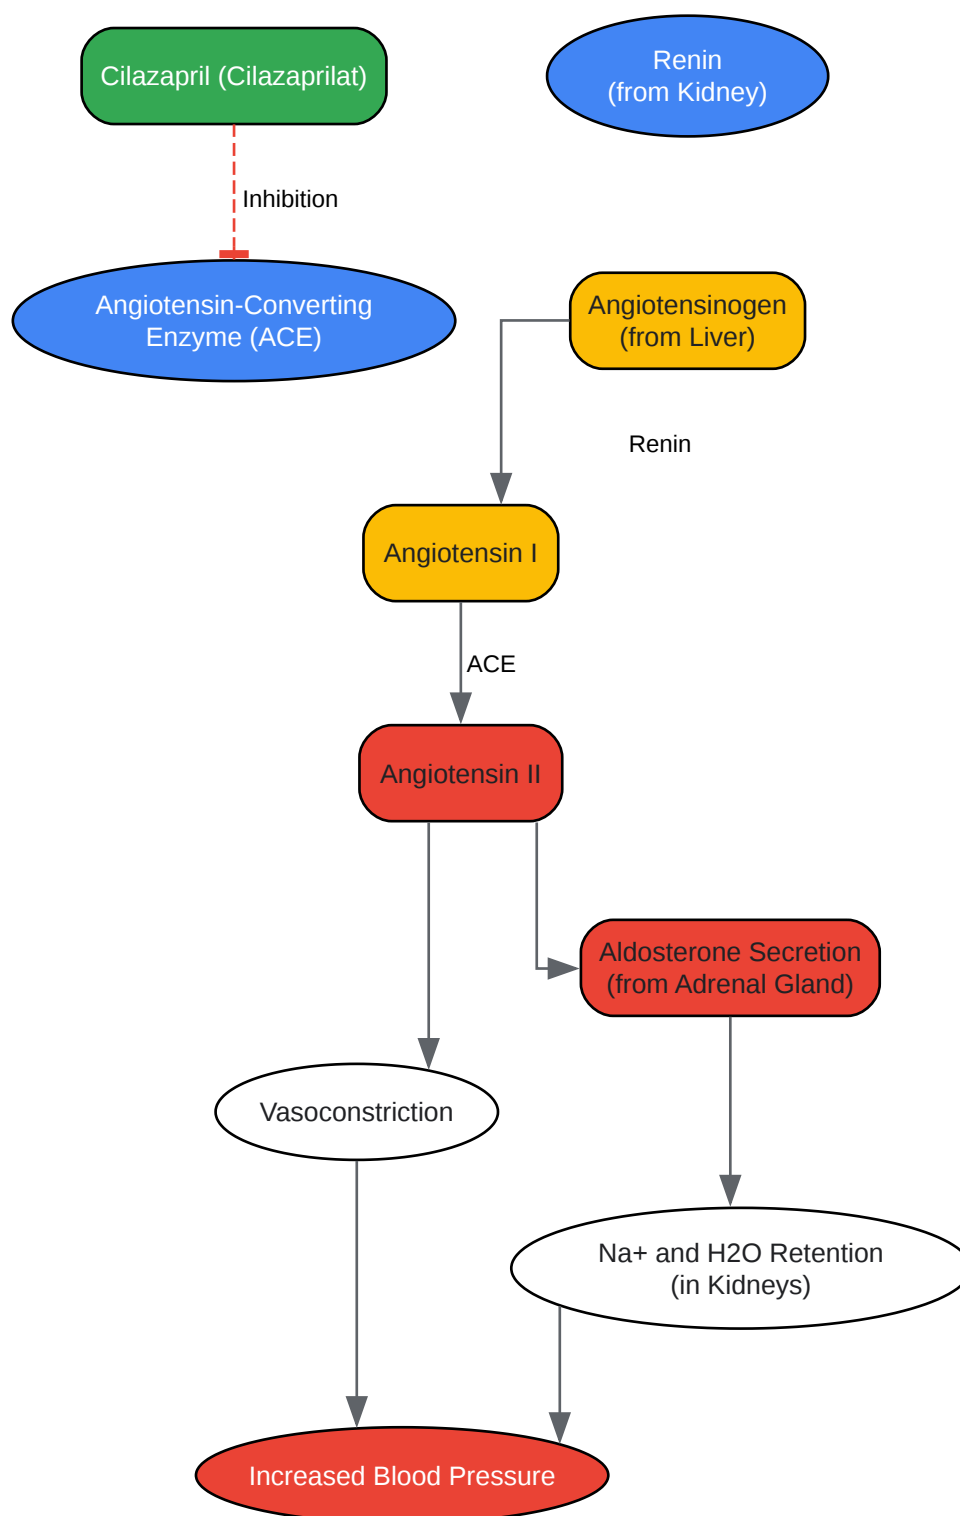 Cilazapril (Cilazaprilat)
Renin
(from Kidney)
Inhibition
Angiotensin-Converting
Enzyme (ACE)
Angiotensinogen
(from Liver)
Renin
Angiotensin I
ACE
Angiotensin II
Aldosterone Secretion
(from Adrenal Gland)
Vasoconstriction
Na+ and H2O Retention
(in Kidneys)
Increased Blood Pressure